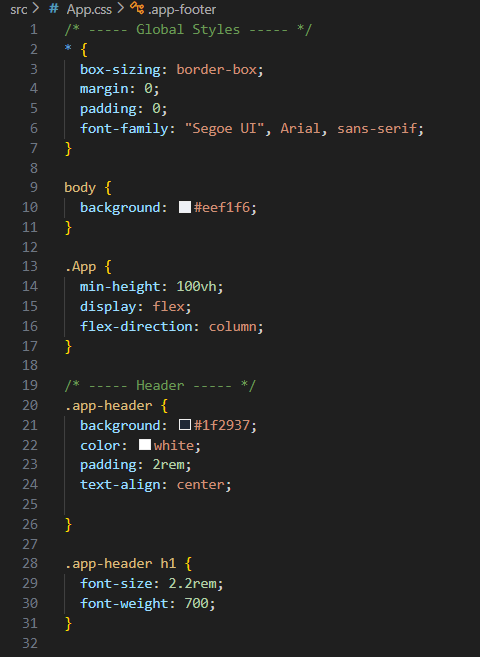 src > # App.css > .app-footer
1 /* ----- Global Styles ----- */
2 * {
3   box-sizing: border-box;
4   margin: 0;
5   padding: 0;
6   font-family: "Segoe UI", Arial, sans-serif;
7 }
8
9 body {
10   background: #eef1f6;
11 }
12
13 .App {
14   min-height: 100vh;
15   display: flex;
16   flex-direction: column;
17 }
18
19 /* ----- Header ----- */
20 .app-header {
21   background: #1f2937;
22   color: white;
23   padding: 2rem;
24   text-align: center;
25
26 }
27
28 .app-header h1 {
29   font-size: 2.2rem;
30   font-weight: 700;
31 }
32